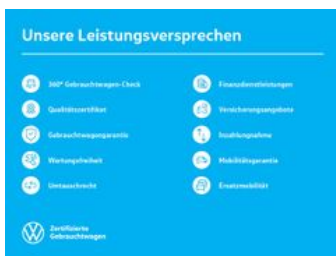 Unsere Leistungsversprechen
360° Gebrauchtwagen-Check
Qualitätszertifikat
Gebrauchtwagengarantie
Wartungsfreiheit
Umtauschrecht
Finanzdienstleistungen
Versicherungsangebote
Inzahlungnahme
Mobilitätsgarantie
Ersatzmobilität
Zertifizierte
Gebrauchtwagen